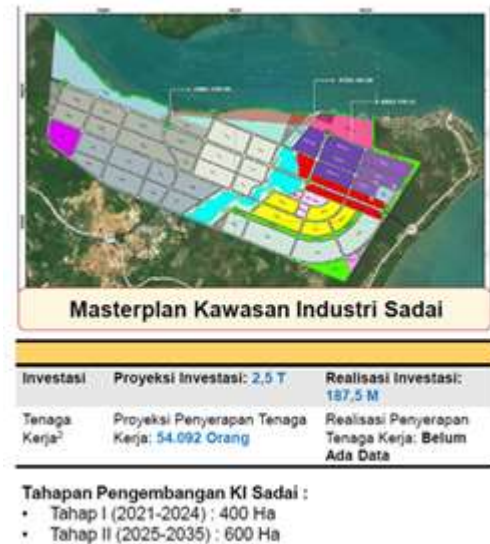 Masterplan Kawasan Industri Sadai
Investasi
Proyeksi Investasi: 2,5 T
Realisasi Investasi:
187,5 M
Tenaga
Kerja²
Proyeksi Penyerapan Tenaga
Kerja: 54.092 Orang
Realisasi Penyerapan
Tenaga Kerja: Belum
Ada Data
Tahapan Pengembangan KI Sadai :
• Tahap I (2021-2024) : 400 Ha
• Tahap II (2025-2035) : 600 Ha